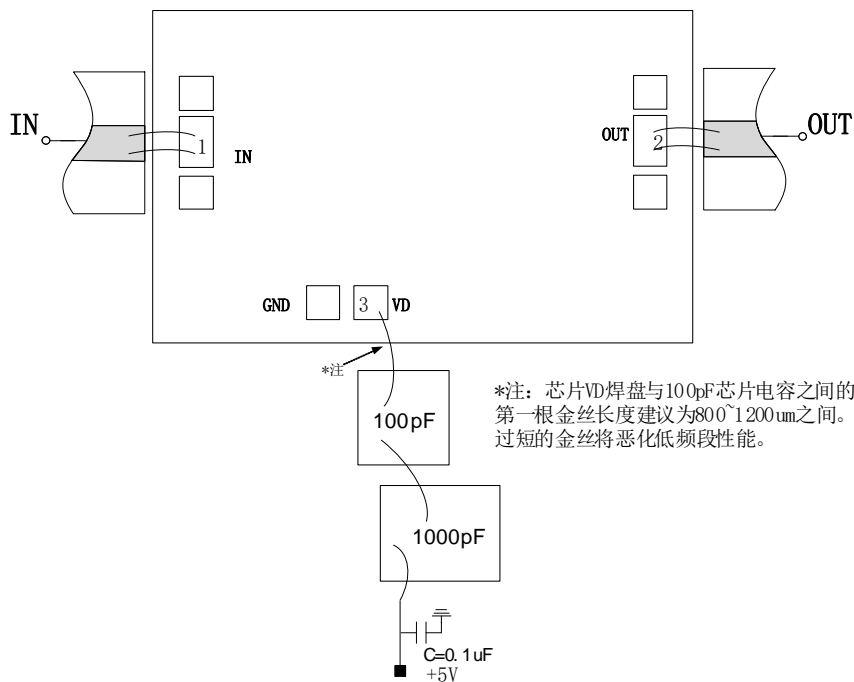 IN
1
IN
OUT
2
OUT
GND
3
VD
*注
100pF
*注：芯片VD焊盘与100pF芯片电容之间的
第一根金丝长度建议为800~1200um之间。
过短的金丝将恶化低频段性能。
1000pF
C=0.1uF
+5V